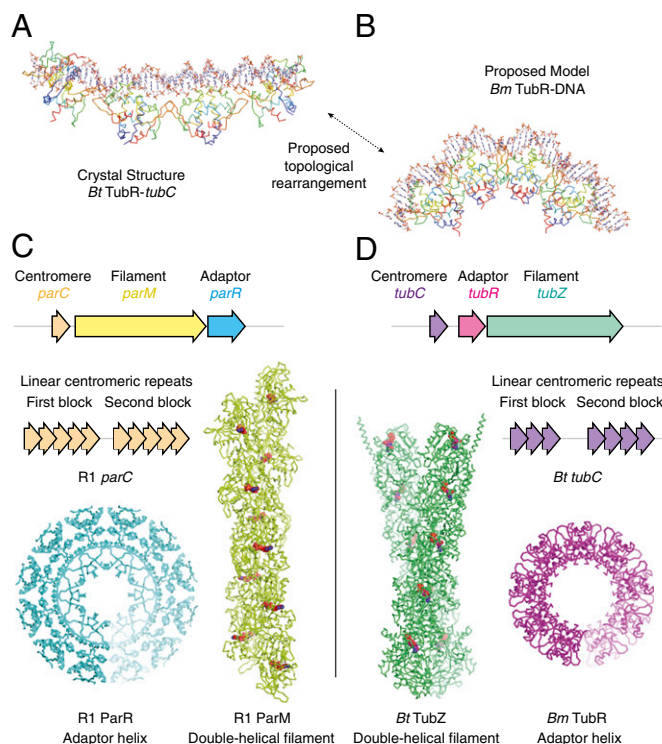 A
B
Proposed Model
Bm TubR-DNA
Proposed
topological
rearrangement
Crystal Structure
Bt TubR-tubC
C
Centromere Filament Adaptor
parC parM parR
Linear centromeric repeats
First block Second block
R1 parC
R1 ParR
Adaptor helix
R1 ParM
Double-helical filament
D
Centromere Adaptor Filament
tubC tubR tubZ
Linear centromeric repeats
First block Second block
Bt tubC
Bt TubZ
Double-helical filament
Bm TubR
Adaptor helix